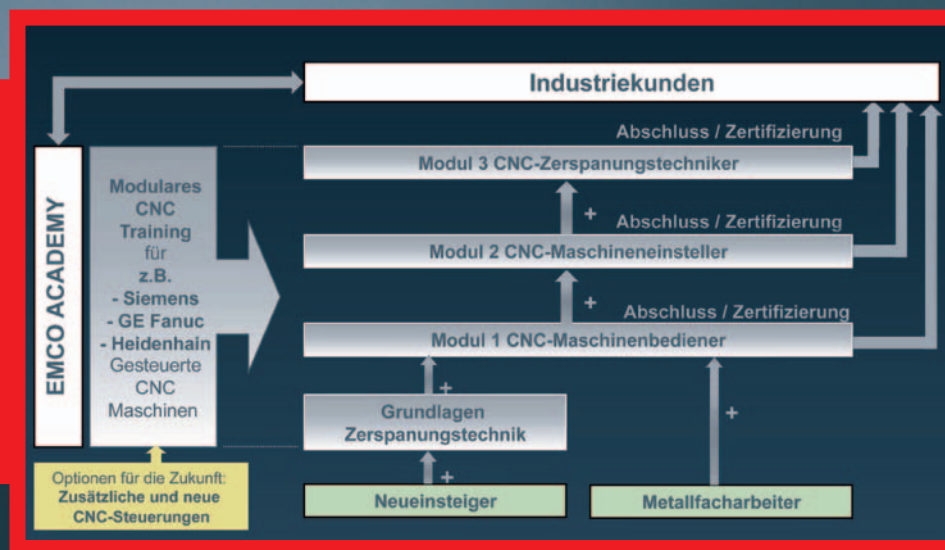 Industriekunden
Abschluss / Zertifizierung
Modul 3 CNC-Zerspanungstechniker
+
Abschluss / Zertifizierung
Modul 2 CNC-Maschineneinsteller
+
Abschluss / Zertifizierung
Modul 1 CNC-Maschinenbediener
+
Grundlagen
Zerspanungstechnik
+
+
Neueinsteiger
Metallfacharbeiter
EMCO ACADEMY
Modulares
CNC
Training
für
z.B.
- Siemens
- GE Fanuc
- Heidenhain
Gesteuerte
CNC
Maschinen
Optionen für die Zukunft:
Zusätzliche und neue
CNC-Steuerungen